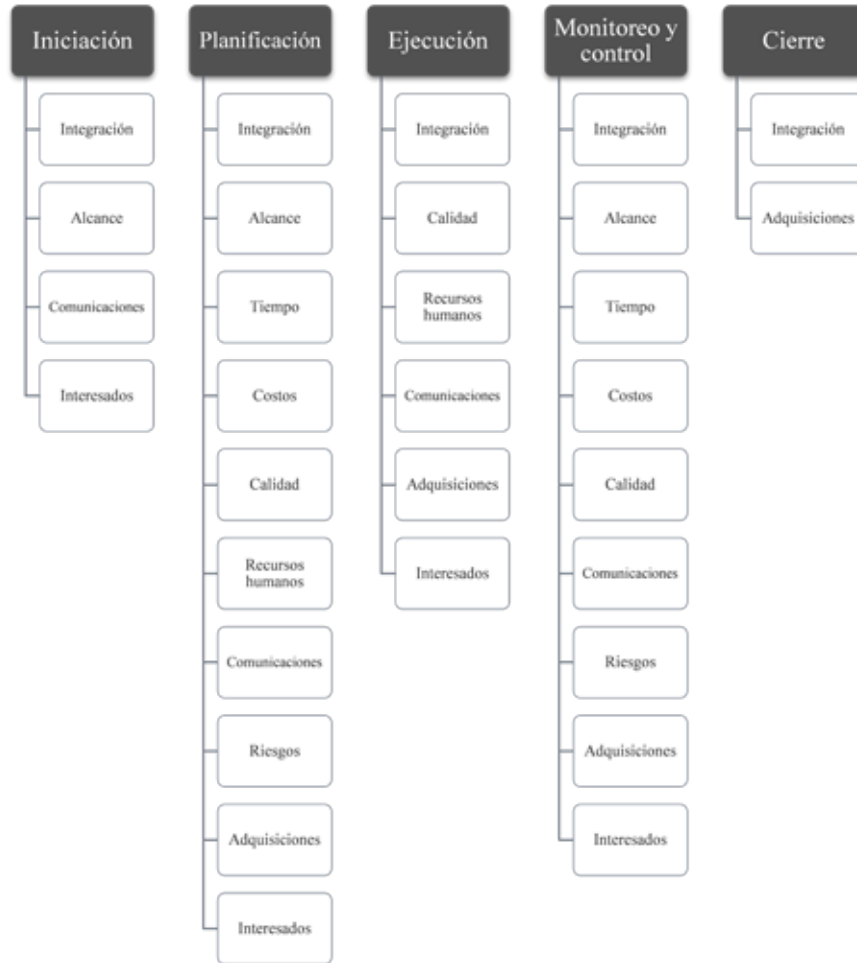 Iniciación
Integración
Alcance
Comunicaciones
Interesados
Planificación
Integración
Alcance
Tiempo
Costos
Calidad
Recursos
humanos
Comunicaciones
Riesgos
Adquisiciones
Interesados
Ejecución
Integración
Calidad
Recursos
humanos
Comunicaciones
Adquisiciones
Interesados
Monitoreo y
control
Integración
Alcance
Tiempo
Costos
Calidad
Comunicaciones
Riesgos
Adquisiciones
Interesados
Cierre
Integración
Adquisiciones